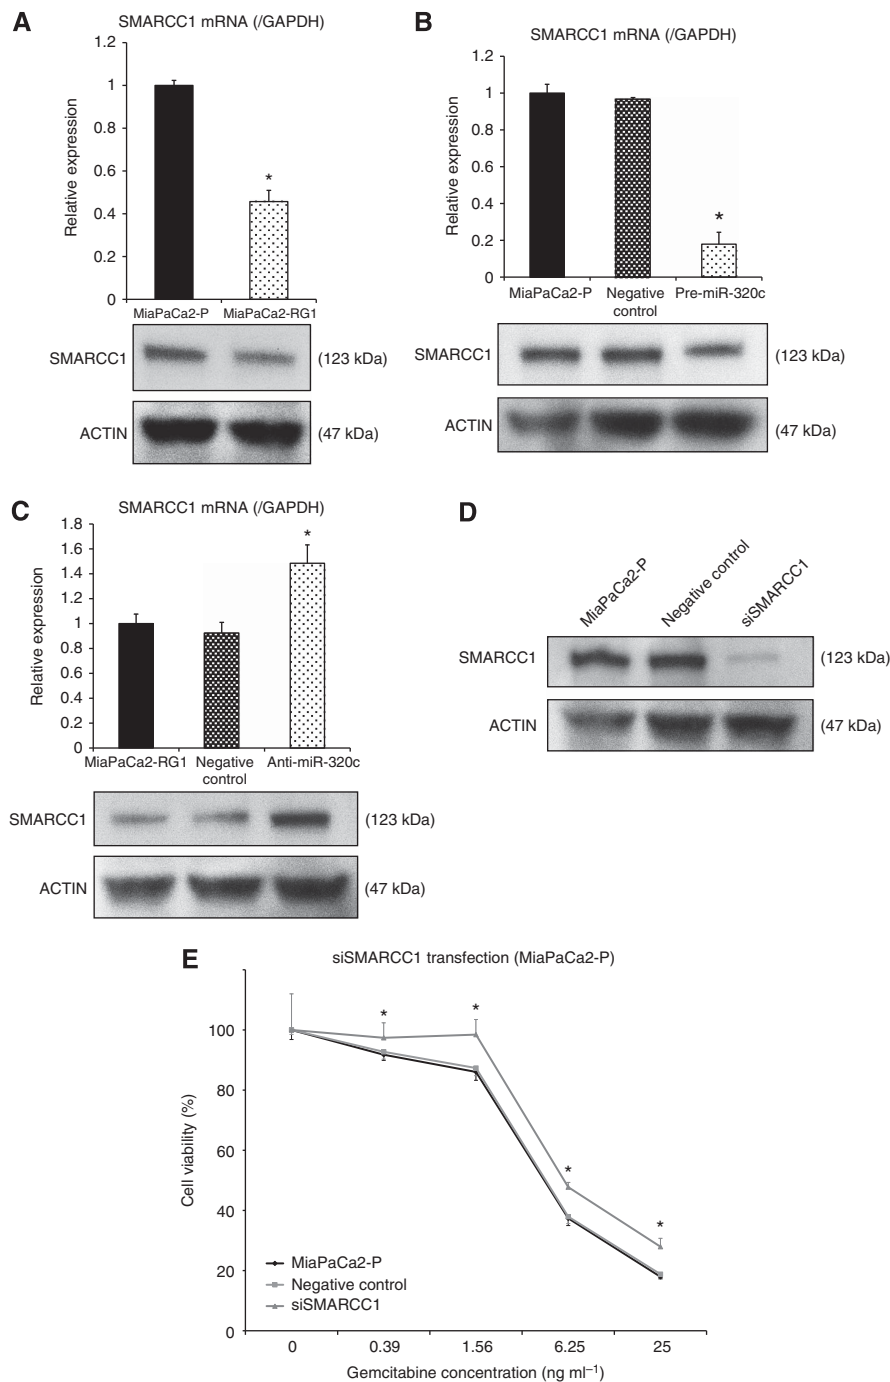 A
SMARCC1 mRNA (/GAPDH)
Relative expression
1.2
1
0.8
0.6
0.4
0.2
0
*
MiaPaCa2-P MiaPaCa2-RG1
SMARCC1 (123 kDa)
ACTIN (47 kDa)
B
SMARCC1 mRNA (/GAPDH)
Relative expression
1.2
1
0.8
0.6
0.4
0.2
0
*
MiaPaCa2-P Negative control Pre-miR-320c
SMARCC1 (123 kDa)
ACTIN (47 kDa)
C
SMARCC1 mRNA (/GAPDH)
Relative expression
1.8
1.6
1.4
1.2
1
0.8
0.6
0.4
0.2
0
*
MiaPaCa2-RG1 Negative control Anti-miR-320c
SMARCC1 (123 kDa)
ACTIN (47 kDa)
D
MiaPaCa2-P
Negative control
siSMARCC1
SMARCC1 (123 kDa)
ACTIN (47 kDa)
E
siSMARCC1 transfection (MiaPaCa2-P)
Cell viability (%)
100
80
60
40
20
0
* * * *
MiaPaCa2-P
Negative control
siSMARCC1
0 0.39 1.56 6.25 25
Gemcitabine concentration (ng ml⁻¹)